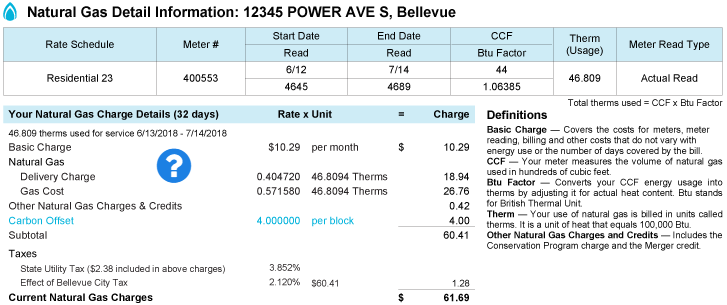 Natural Gas Detail Information: 12345 POWER AVE S, Bellevue
Rate Schedule Meter # Start Date End Date CCF Therm (Usage) Meter Read Type
Read Read Btu Factor
Residential 23 400553 6/12 7/14 44 46.809 Actual Read
4645 4689 1.06385
Total therms used = CCF x Btu Factor
Your Natural Gas Charge Details (32 days) Rate x Unit = Charge
46.809 therms used for service 6/13/2018 - 7/14/2018
Basic Charge $10.29 per month $ 10.29
Natural Gas
?
Delivery Charge 0.404720 46.8094 Therms 18.94
Gas Cost 0.571580 46.8094 Therms 26.76
Other Natural Gas Charges & Credits 0.42
Carbon Offset 4.000000 per block 4.00
Subtotal 60.41
Taxes
State Utility Tax ($2.38 included in above charges) 3.852%
Effect of Bellevue City Tax 2.120% $60.41 1.28
Current Natural Gas Charges $ 61.69
Definitions
Basic Charge — Covers the costs for meters, meter
reading, billing and other costs that do not vary with
energy use or the number of days covered by the bill.
CCF — Your meter measures the volume of natural gas
used in hundreds of cubic feet.
Btu Factor — Converts your CCF energy usage into
therms by adjusting it for actual heat content. Btu stands
for British Thermal Unit.
Therm — Your use of natural gas is billed in units called
therms. It is a unit of heat that equals 100,000 Btu.
Other Natural Gas Charges and Credits — Includes the
Conservation Program charge and the Merger credit.